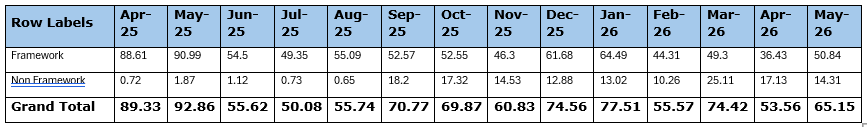 Row Labels Apr-25 May-25 Jun-25 Jul-25 Aug-25 Sep-25 Oct-25 Nov-25 Dec-25 Jan-26 Feb-26 Mar-26 Apr-26 May-26
Framework 88.61 90.99 54.5 49.35 55.09 52.57 52.55 46.3 61.68 64.49 44.31 49.3 36.43 50.84
Non Framework 0.72 1.87 1.12 0.73 0.65 18.2 17.32 14.53 12.88 13.02 10.26 25.11 17.13 14.31
Grand Total 89.33 92.86 55.62 50.08 55.74 70.77 69.87 60.83 74.56 77.51 55.57 74.42 53.56 65.15